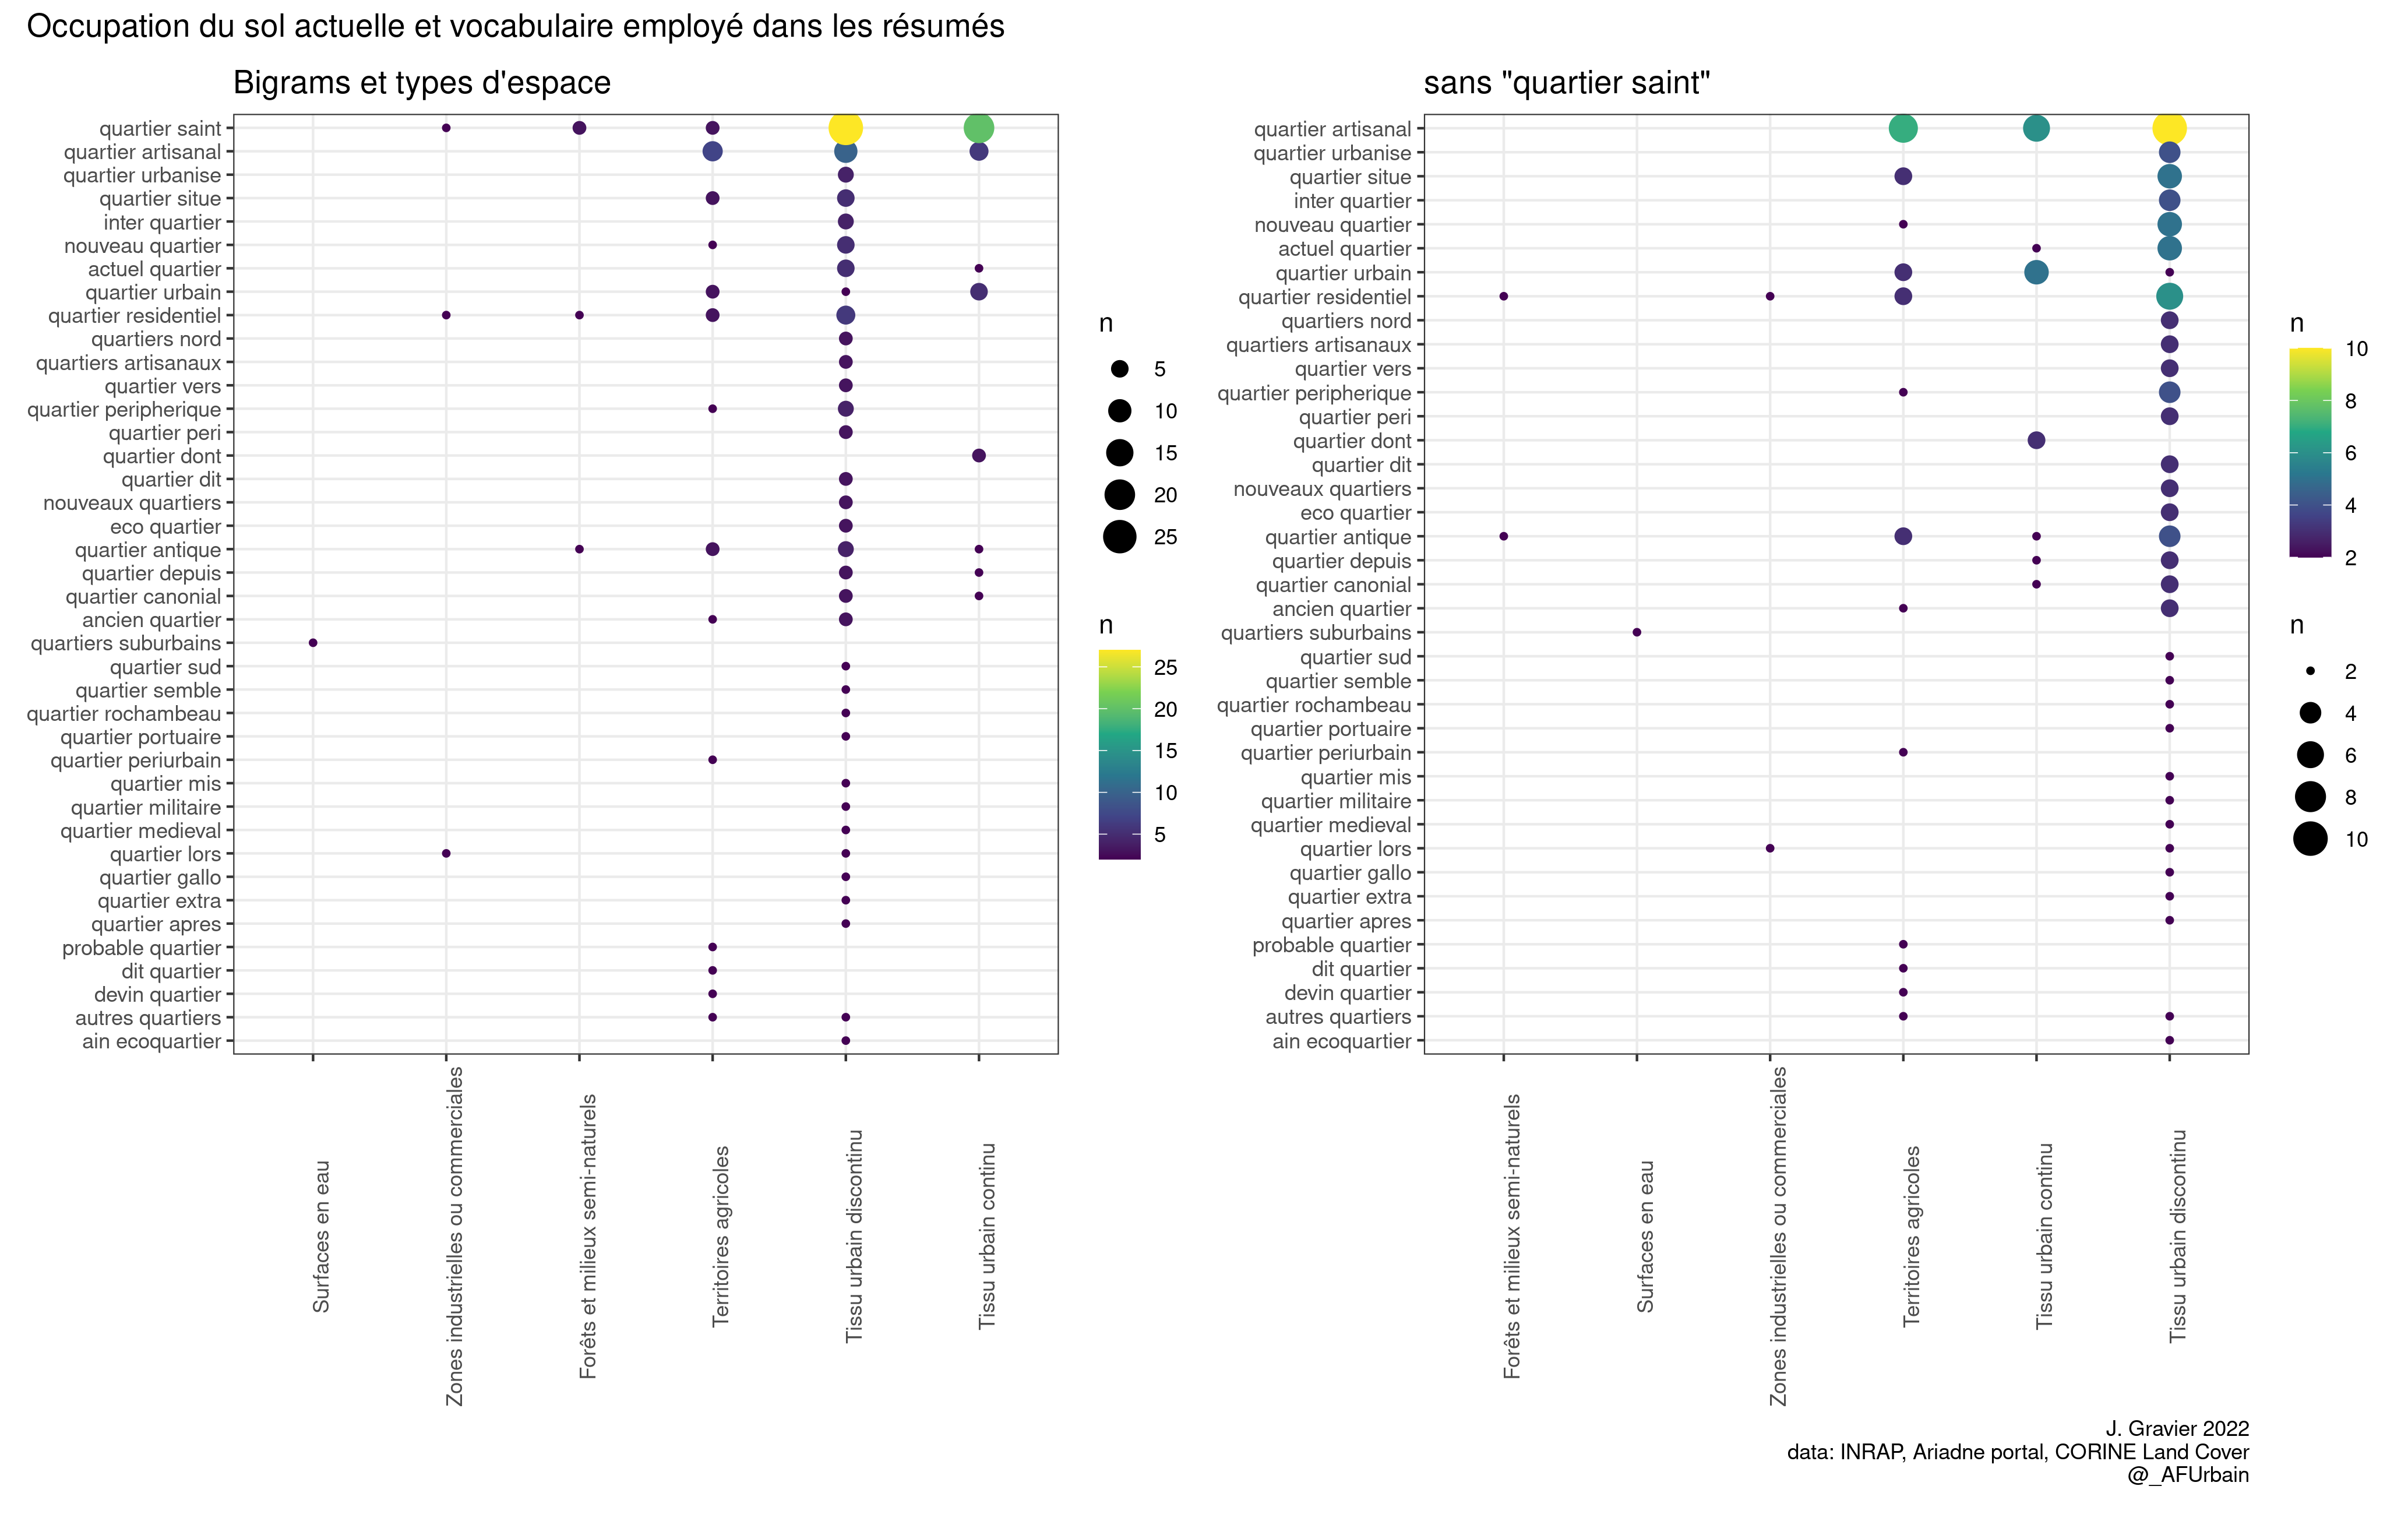 Occupation du sol actuelle et vocabulaire employé dans les résumés
Bigrams et types d'espace
quartier saint
quartier artisanal
quartier urbanise
quartier situe
inter quartier
nouveau quartier
actuel quartier
quartier urbain
quartier residentiel
quartiers nord
quartiers artisanaux
quartier vers
quartier peripherique
quartier peri
quartier dont
quartier dit
nouveaux quartiers
eco quartier
quartier antique
quartier depuis
quartier canonial
ancien quartier
quartiers suburbains
quartier sud
quartier semble
quartier rochambeau
quartier portuaire
quartier periurbain
quartier mis
quartier militaire
quartier medieval
quartier lors
quartier gallo
quartier extra
quartier apres
probable quartier
dit quartier
devin quartier
autres quartiers
ain ecoquartier
Surfaces en eau
Zones industrielles ou commerciales
Forêts et milieux semi-naturels
Territoires agricoles
Tissu urbain discontinu
Tissu urbain continu
n
5
10
15
20
25
n
25
20
15
10
5
sans "quartier saint"
quartier artisanal
quartier urbanise
quartier situe
inter quartier
nouveau quartier
actuel quartier
quartier urbain
quartier residentiel
quartiers nord
quartiers artisanaux
quartier vers
quartier peripherique
quartier peri
quartier dont
quartier dit
nouveaux quartiers
eco quartier
quartier antique
quartier depuis
quartier canonial
ancien quartier
quartiers suburbains
quartier sud
quartier semble
quartier rochambeau
quartier portuaire
quartier periurbain
quartier mis
quartier militaire
quartier medieval
quartier lors
quartier gallo
quartier extra
quartier apres
probable quartier
dit quartier
devin quartier
autres quartiers
ain ecoquartier
Forêts et milieux semi-naturels
Surfaces en eau
Zones industrielles ou commerciales
Territoires agricoles
Tissu urbain continu
Tissu urbain discontinu
n
10
8
6
4
2
n
2
4
6
8
10
J. Gravier 2022
data: INRAP, Ariadne portal, CORINE Land Cover
@_AFUrbain